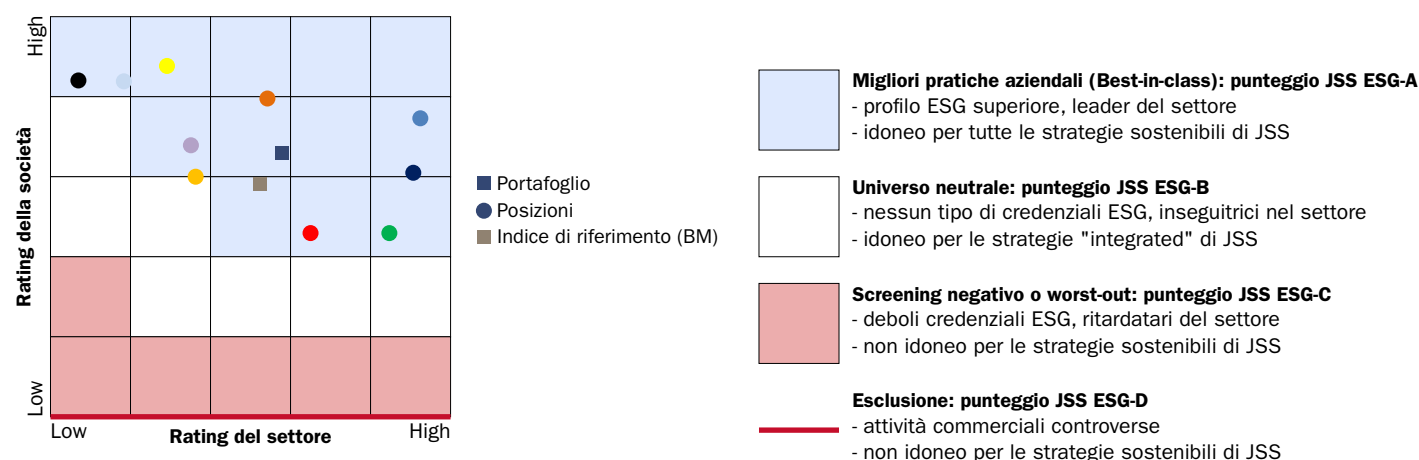 High
Rating della società
Low
Low
Rating del settore
High
Portafoglio
Posizioni
Indice di riferimento (BM)
Migliori pratiche aziendali (Best-in-class): punteggio JSS ESG-A
- profilo ESG superiore, leader del settore
- idoneo per tutte le strategie sostenibili di JSS
Universo neutrale: punteggio JSS ESG-B
- nessun tipo di credenziali ESG, inseguitrici nel settore
- idoneo per le strategie "integrated" di JSS
Screening negativo o worst-out: punteggio JSS ESG-C
- deboli credenziali ESG, ritardatari del settore
- non idoneo per le strategie sostenibili di JSS
Esclusione: punteggio JSS ESG-D
- attività commerciali controverse
- non idoneo per le strategie sostenibili di JSS